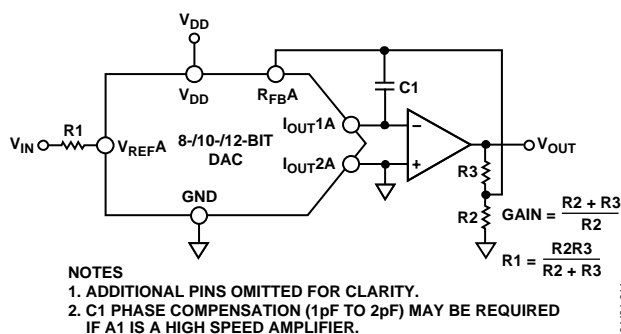 VDD
VDD
RFBA
C1
VIN
R1
VREFA
8-/10-/12-BIT
DAC
IOUT1A
IOUT2A
GND
VOUT
R3
R2
GAIN = R2 + R3
R2
R1 = R2R3
R2 + R3
NOTES
1. ADDITIONAL PINS OMITTED FOR CLARITY.
2. C1 PHASE COMPENSATION (1pF TO 2pF) MAY BE REQUIRED
IF A1 IS A HIGH SPEED AMPLIFIER.